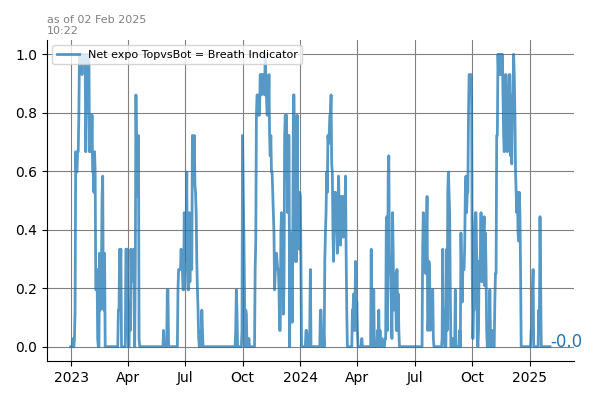 as of 02 Feb 2025
10:22
Net expo TopvsBot = Breath Indicator
1.0
0.8
0.6
0.4
0.2
0.0
-0.0
2023 Apr Jul Oct 2024 Apr Jul Oct 2025